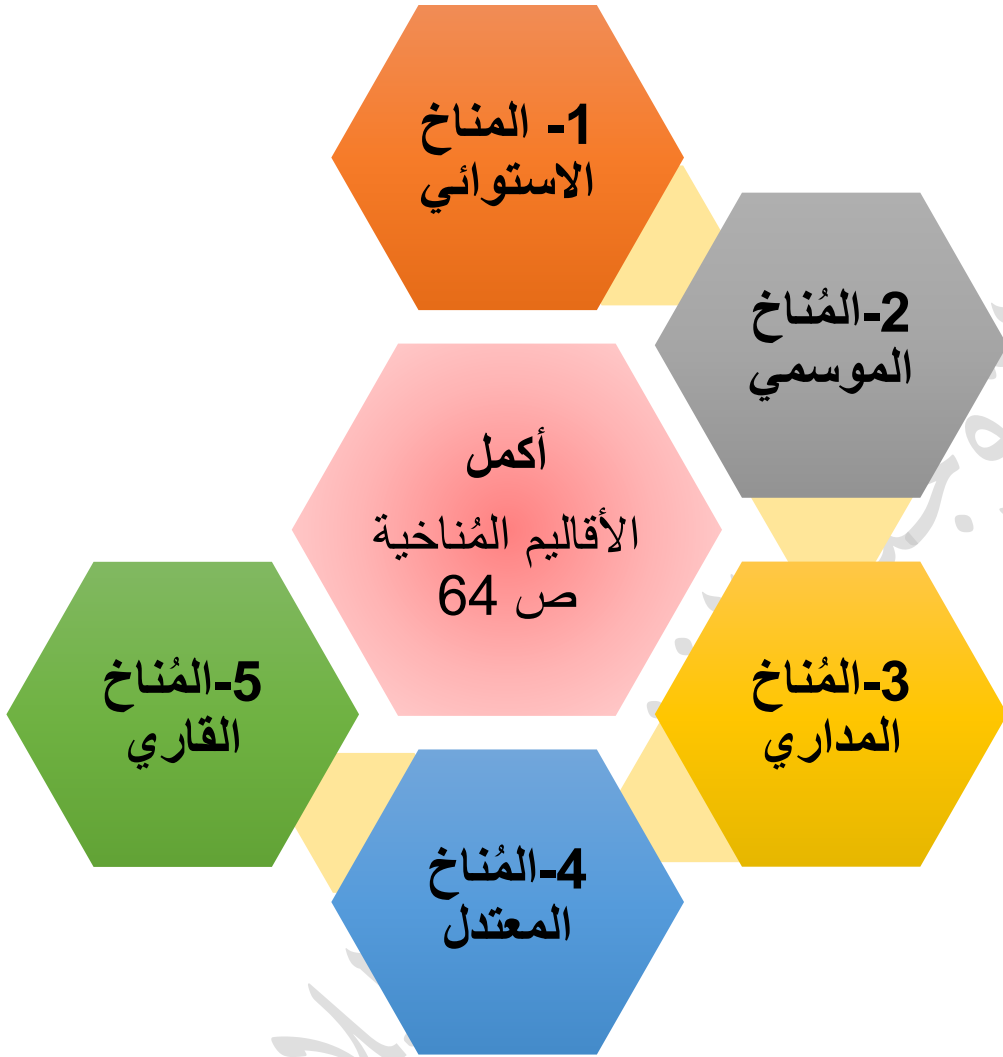 1- المناخ
الاستوائي
2-المُناخ
الموسمي
أكمل
الأقاليم المُناخية
ص 64
3-المُناخ
المداري
4-المُناخ
المعتدل
5-المُناخ
القاري